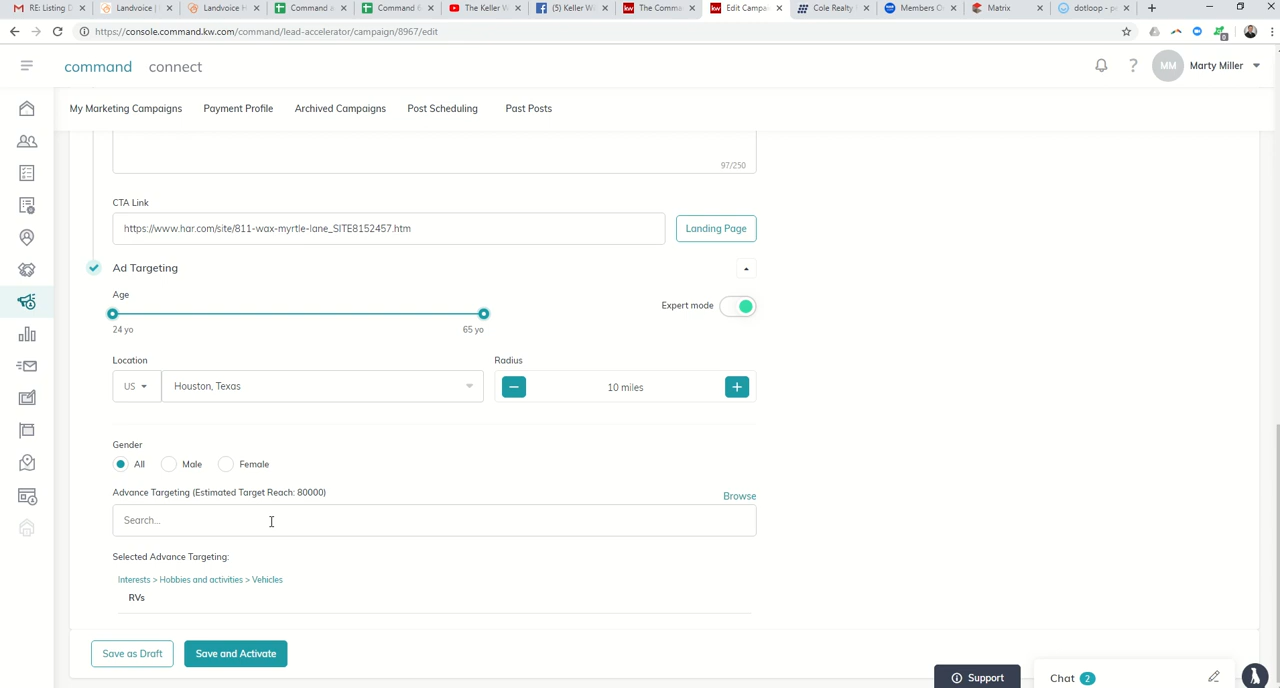 RE: Listing D
Landvoice |
Landvoice H
Command a
Command 6
The Keller W
(5) Keller Wi
The Comma
Edit Campai
Cole Realty
Members O
Matrix
dotloop - p
https://console.command.kw.com/command/lead-accelerator/campaign/8967/edit
command connect
MM Marty Miller
My Marketing Campaigns Payment Profile Archived Campaigns Post Scheduling Past Posts
97/250
CTA Link
https://www.har.com/site/811-wax-myrtle-lane_SITE8152457.htm Landing Page
Ad Targeting
Age
Expert mode
24 yo 65 yo
Location Radius
US Houston, Texas 10 miles
Gender
All Male Female
Advance Targeting (Estimated Target Reach: 80000) Browse
Search...
Selected Advance Targeting:
Interests > Hobbies and activities > Vehicles
RVs
Save as Draft Save and Activate
Support Chat 2